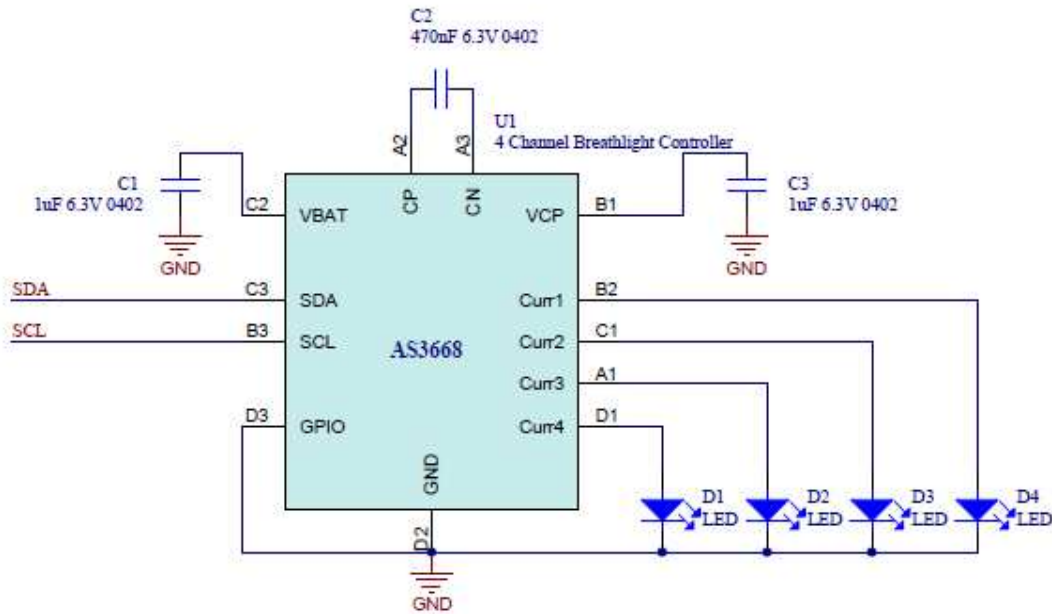 C2
470nF 6.3V 0402
U1
4 Channel Breathlight Controller
A2
A3
C1
1uF 6.3V 0402
C3
1uF 6.3V 0402
CP
CN
C2
VBAT
VCP
B1
GND
GND
SDA
C3
SDA
Curr1
B2
SCL
B3
SCL
Curr2
C1
AS3668
Curr3
A1
D3
GPIO
Curr4
D1
GND
D2
D1
LED
D2
LED
D3
LED
D4
LED
GND